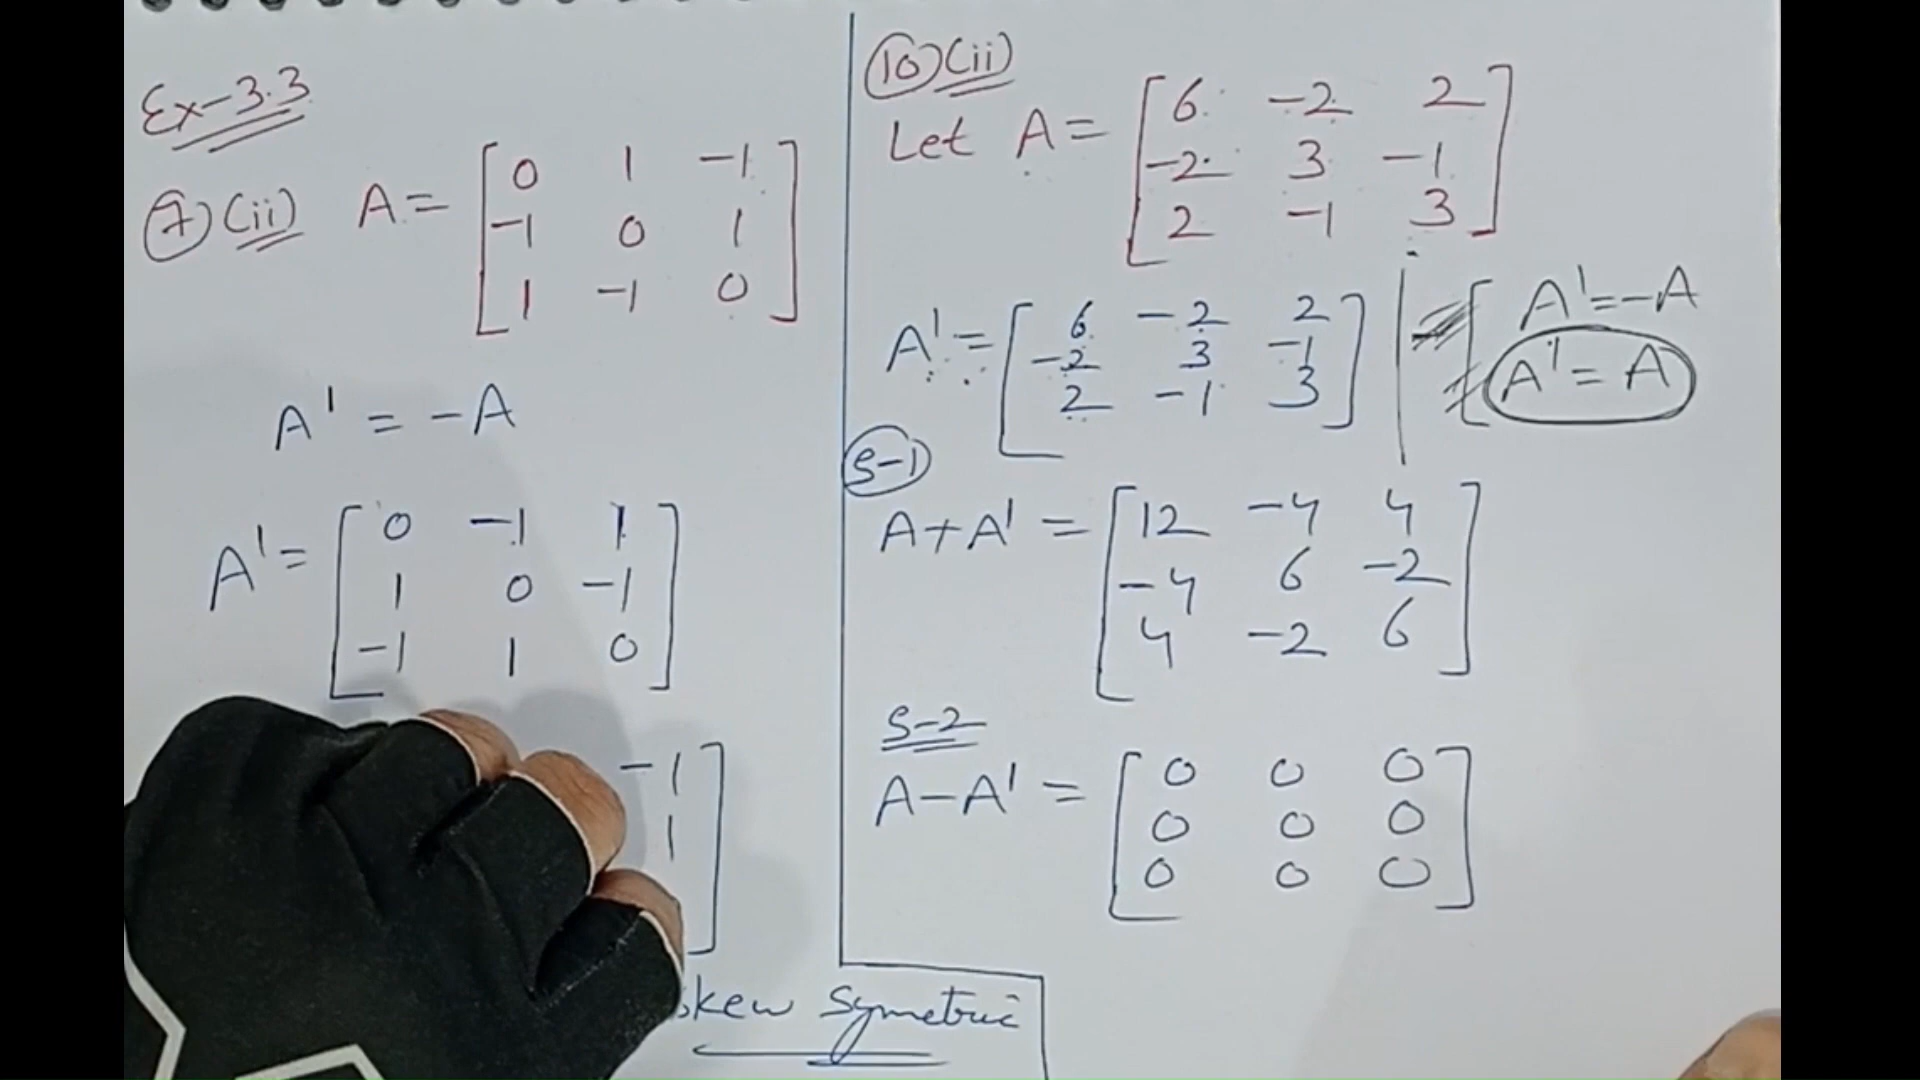 Ex-3.3
7 (ii) A =
0 1 -1
-1 0 1
1 -1 0
A' = -A
A' =
0 -1 1
1 0 -1
-1 1 0
-1
1
Skew Symetric
10 (ii)
Let A =
6 -2 2
-2 3 -1
2 -1 3
A' =
6 -2 2
-2 3 -1
2 -1 3
A' = -A
A' = A
S-1
A+A' =
12 -4 4
-4 6 -2
4 -2 6
S-2
A-A' =
0 0 0
0 0 0
0 0 0